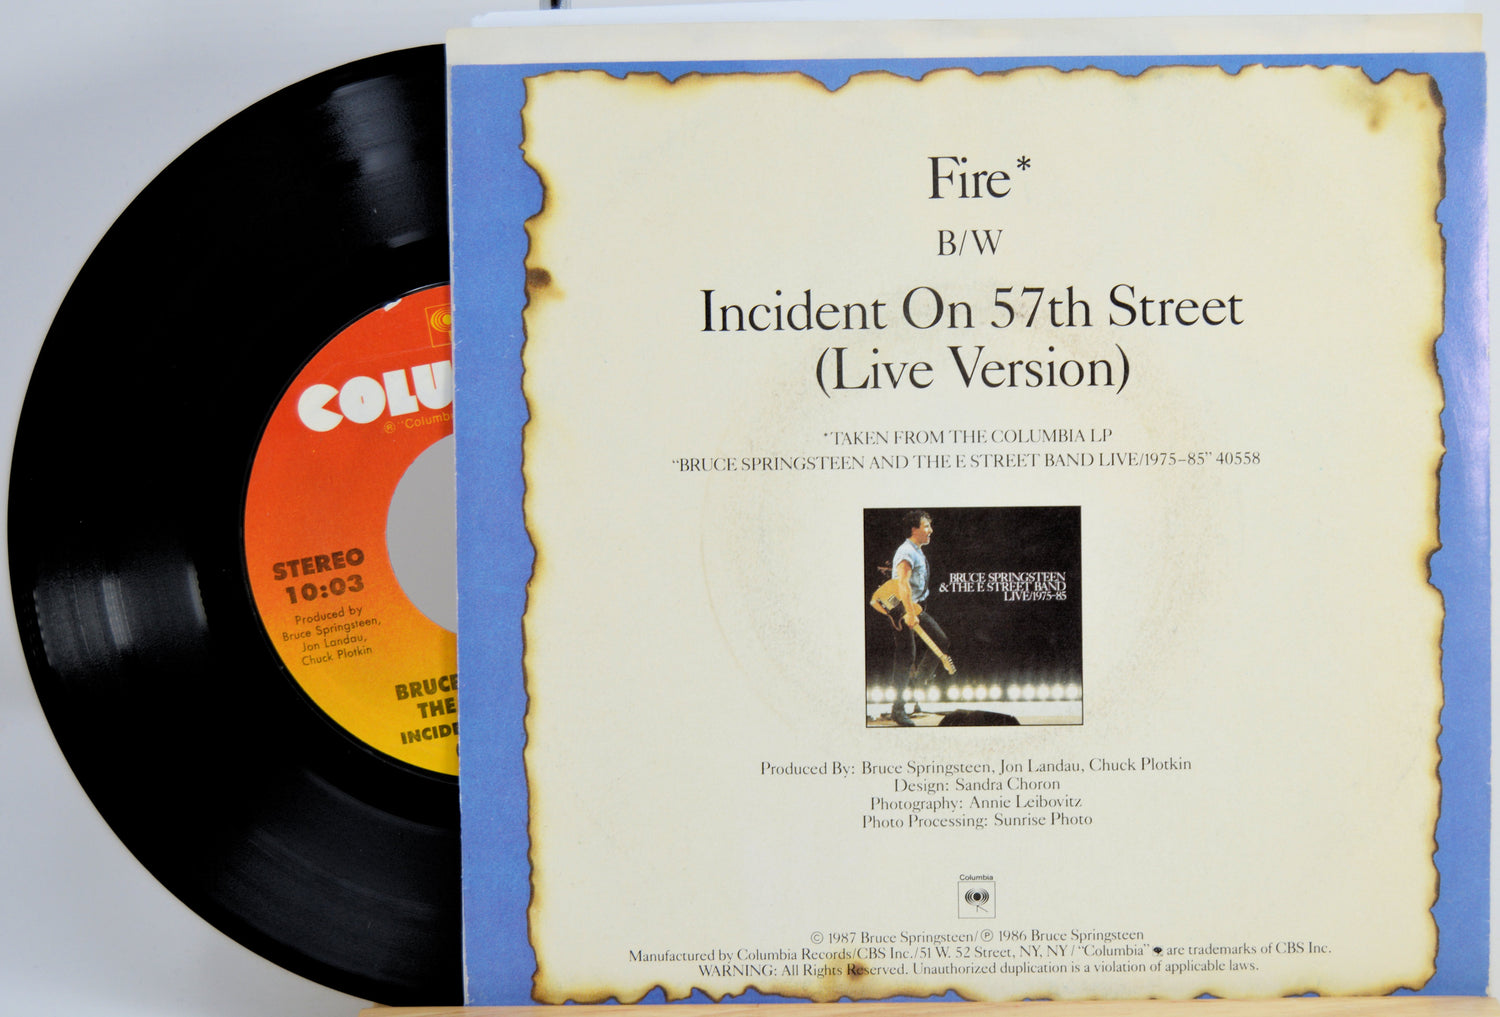 COLU
® "Columb
STEREO
10:03
Produced by
Bruce Springsteen,
Jon Landau,
Chuck Plotkin
BRUCE
THE
INCIDE
(
Fire*
B/W
Incident On 57th Street
(Live Version)
*TAKEN FROM THE COLUMBIA LP
"BRUCE SPRINGSTEEN AND THE E STREET BAND LIVE/1975–85" 40558
BRUCE SPRINGSTEEN
& THE E STREET BAND
LIVE/1975–85
Produced By: Bruce Springsteen, Jon Landau, Chuck Plotkin
Design: Sandra Choron
Photography: Annie Leibovitz
Photo Processing: Sunrise Photo
Columbia
© 1987 Bruce Springsteen/℗ 1986 Bruce Springsteen
Manufactured by Columbia Records/CBS Inc./51 W. 52 Street, NY, NY / "Columbia" are trademarks of CBS Inc.
WARNING: All Rights Reserved. Unauthorized duplication is a violation of applicable laws.